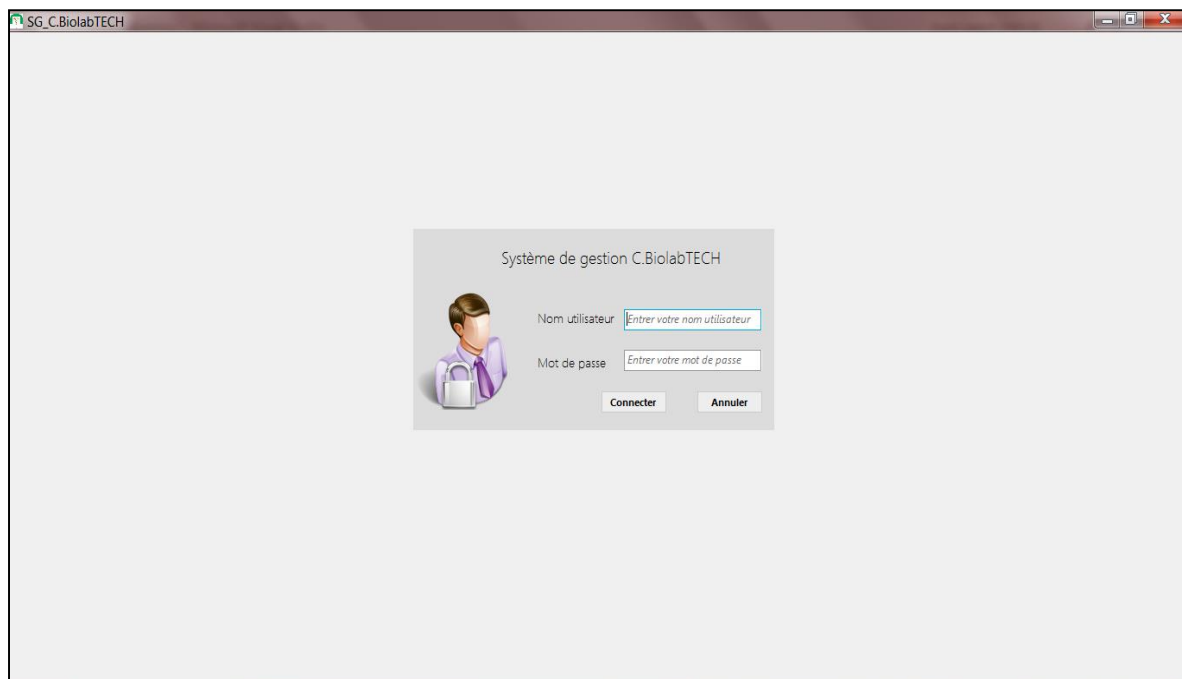 SG_C.BiolabTECH
Système de gestion C.BiolabTECH
Nom utilisateur Entrer votre nom utilisateur
Mot de passe Entrer votre mot de passe
Connecter Annuler